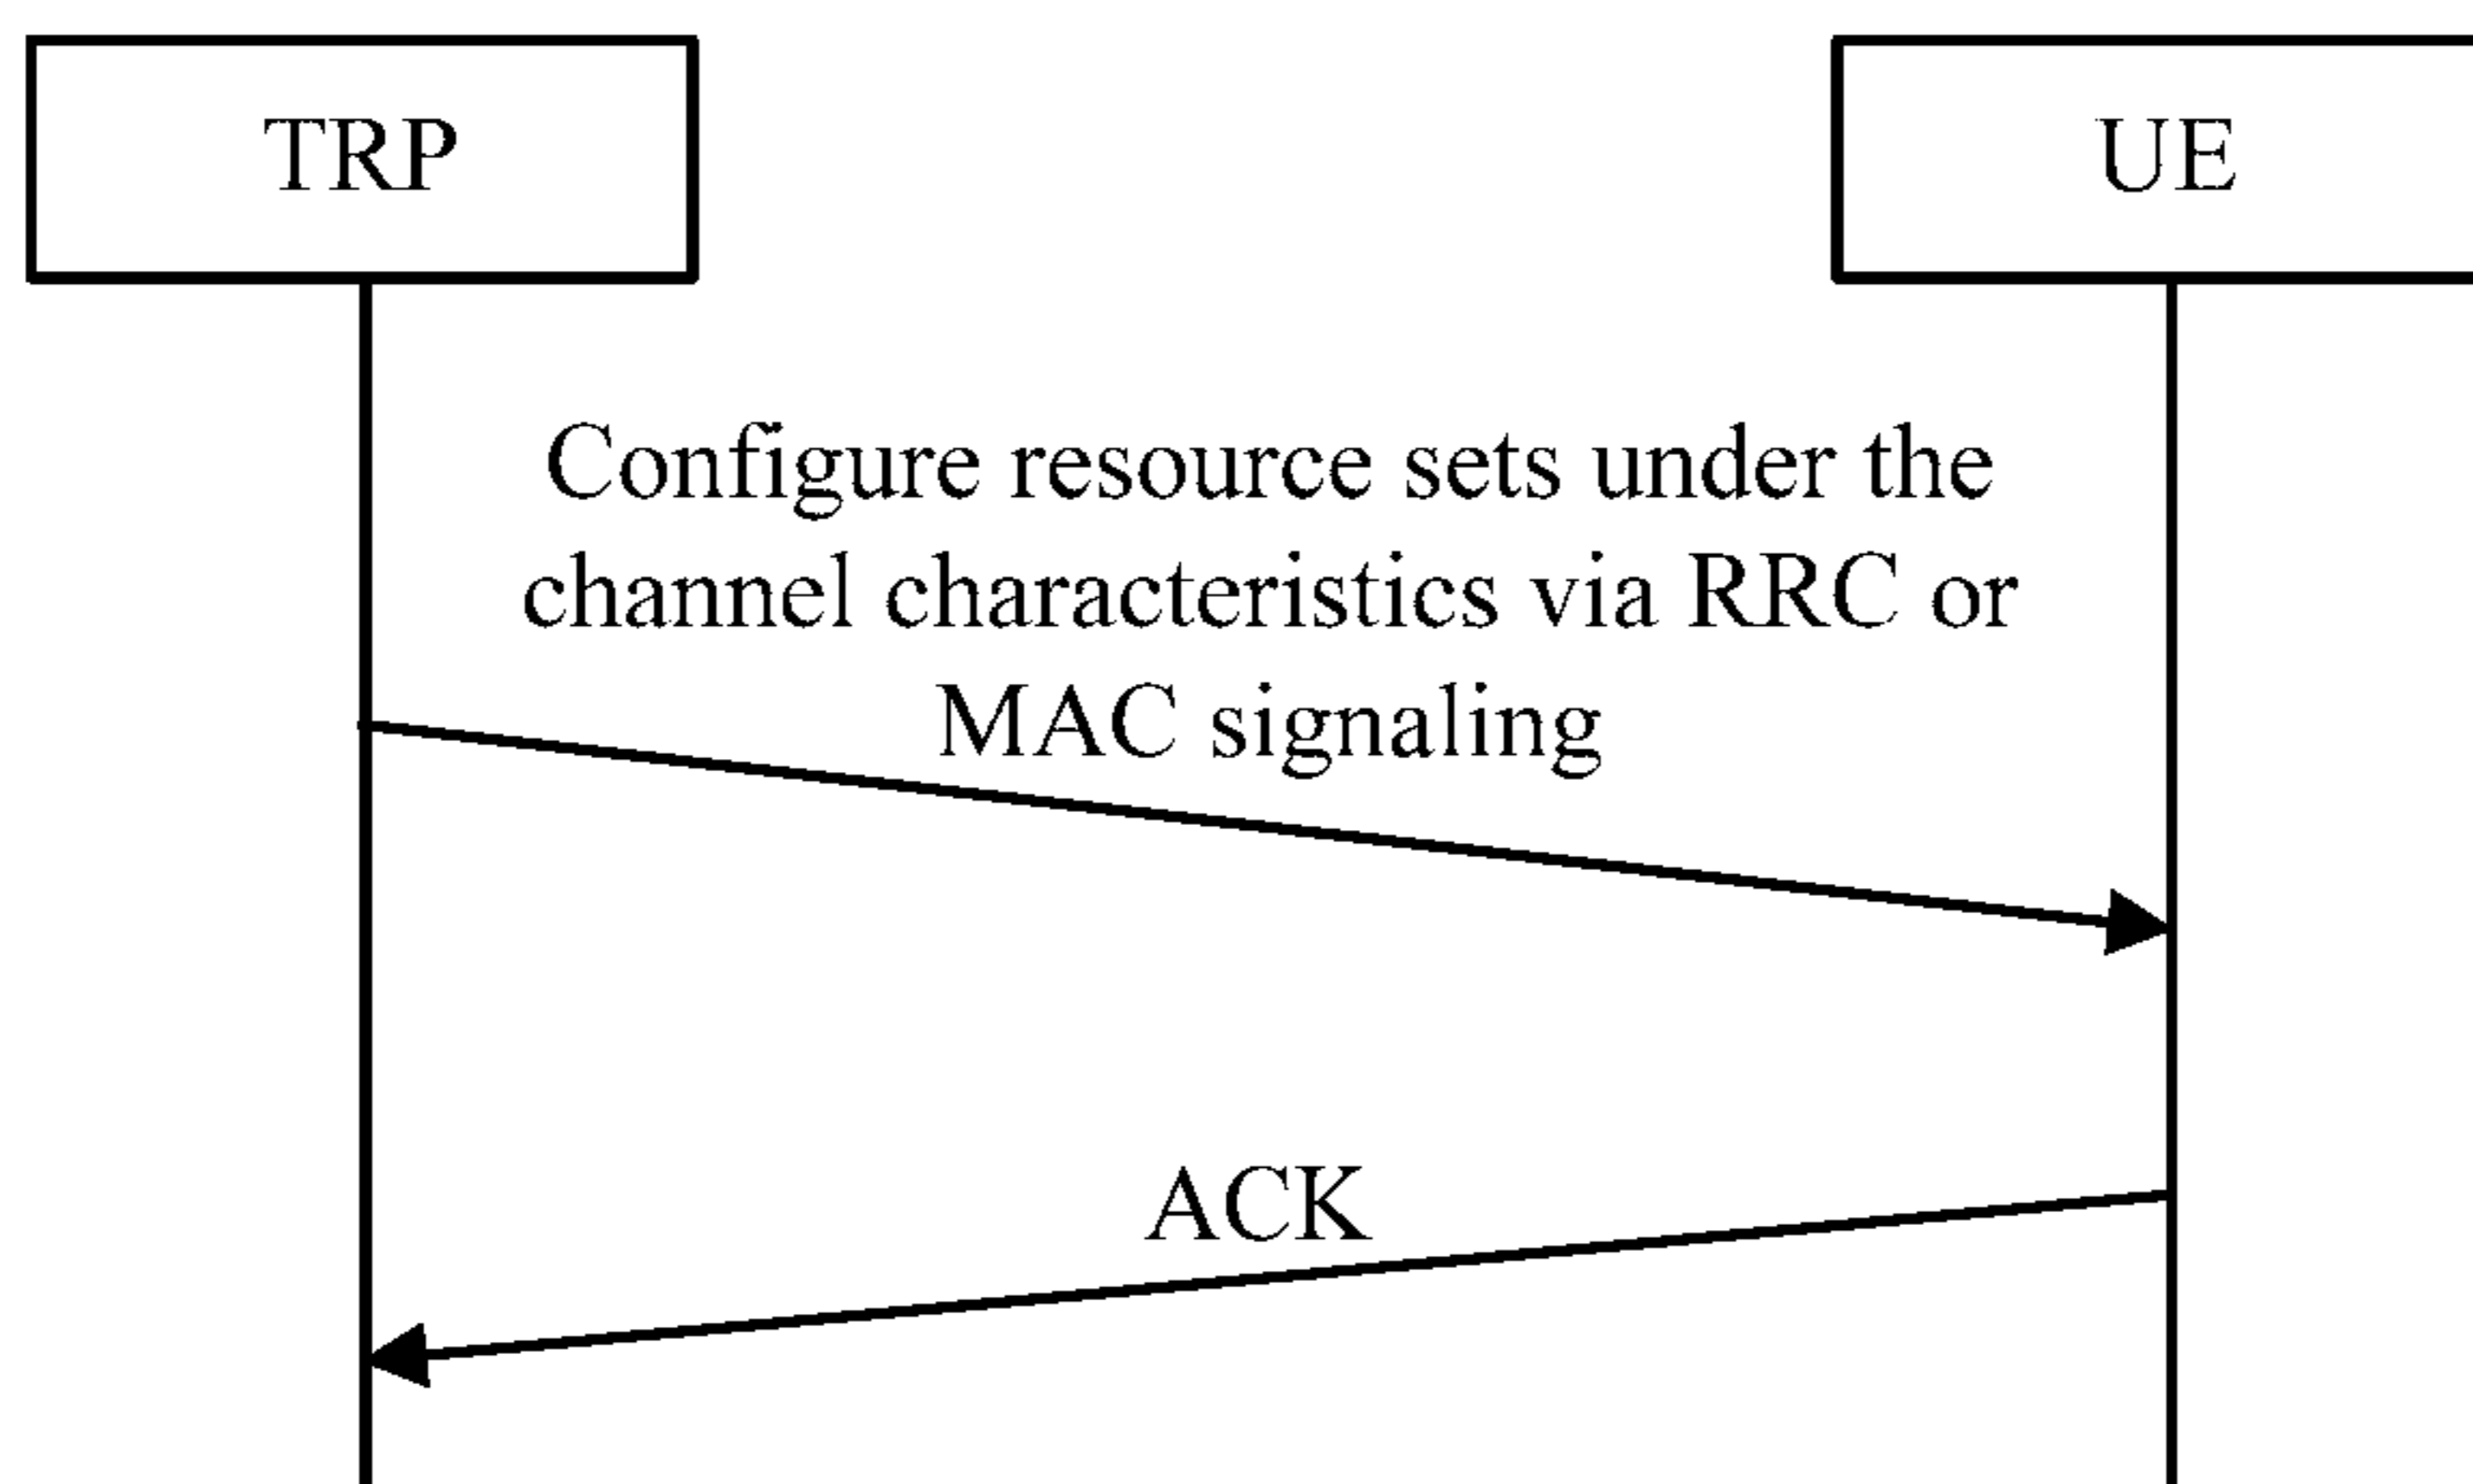 TRP
UE
Configure resource sets under the
channel characteristics via RRC or
MAC signaling
ACK